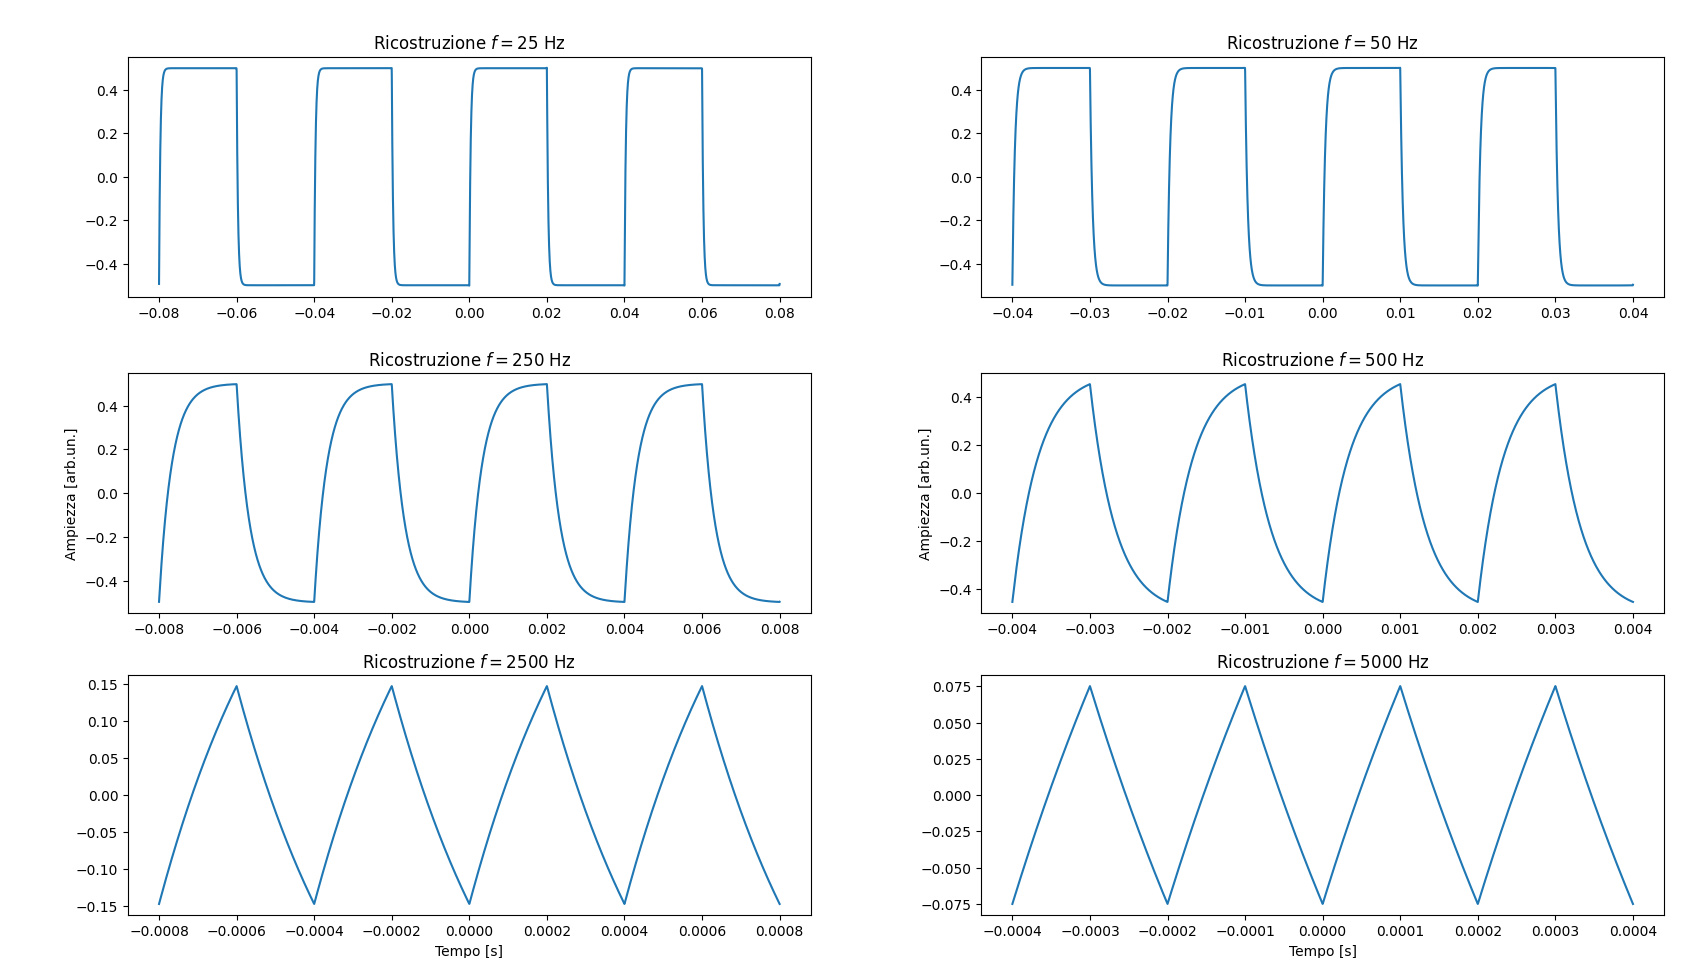 Ricostruzione f = 25 Hz
0.4
0.2
0.0
−0.2
−0.4
−0.08 −0.06 −0.04 −0.02 0.00 0.02 0.04 0.06 0.08
Ricostruzione f = 50 Hz
0.4
0.2
0.0
−0.2
−0.4
−0.04 −0.03 −0.02 −0.01 0.00 0.01 0.02 0.03 0.04
Ricostruzione f = 250 Hz
Ampiezza [arb.un.]
0.4
0.2
0.0
−0.2
−0.4
−0.008 −0.006 −0.004 −0.002 0.000 0.002 0.004 0.006 0.008
Ricostruzione f = 500 Hz
Ampiezza [arb.un.]
0.4
0.2
0.0
−0.2
−0.4
−0.004 −0.003 −0.002 −0.001 0.000 0.001 0.002 0.003 0.004
Ricostruzione f = 2500 Hz
0.15
0.10
0.05
0.00
−0.05
−0.10
−0.15
−0.0008 −0.0006 −0.0004 −0.0002 0.0000 0.0002 0.0004 0.0006 0.0008
Tempo [s]
Ricostruzione f = 5000 Hz
0.075
0.050
0.025
0.000
−0.025
−0.050
−0.075
−0.0004 −0.0003 −0.0002 −0.0001 0.0000 0.0001 0.0002 0.0003 0.0004
Tempo [s]